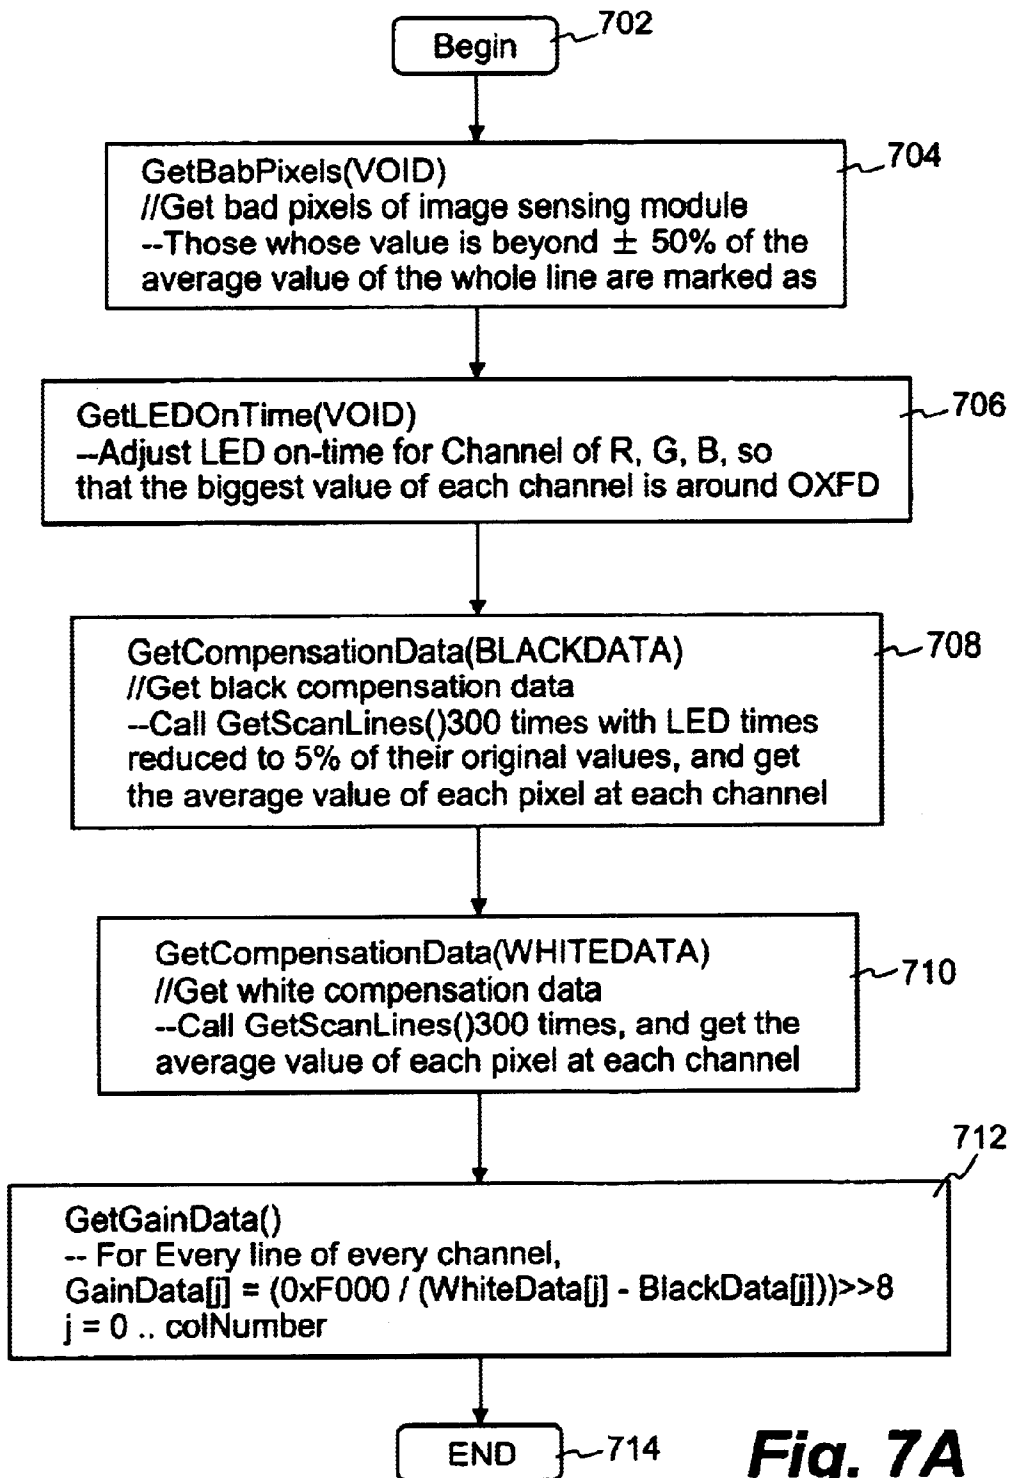 Begin
702
GetBabPixels(VOID)
//Get bad pixels of image sensing module
--Those whose value is beyond ± 50% of the
average value of the whole line are marked as
704
GetLEDOnTime(VOID)
--Adjust LED on-time for Channel of R, G, B, so
that the biggest value of each channel is around OXFD
706
GetCompensationData(BLACKDATA)
//Get black compensation data
--Call GetScanLines()300 times with LED times
reduced to 5% of their original values, and get
the average value of each pixel at each channel
708
GetCompensationData(WHITEDATA)
//Get white compensation data
--Call GetScanLines()300 times, and get the
average value of each pixel at each channel
710
712
GetGainData()
-- For Every line of every channel,
GainData[j] = (0xF000 / (WhiteData[j] - BlackData[j]))>>8
j = 0 .. colNumber
END
714
Fig. 7A